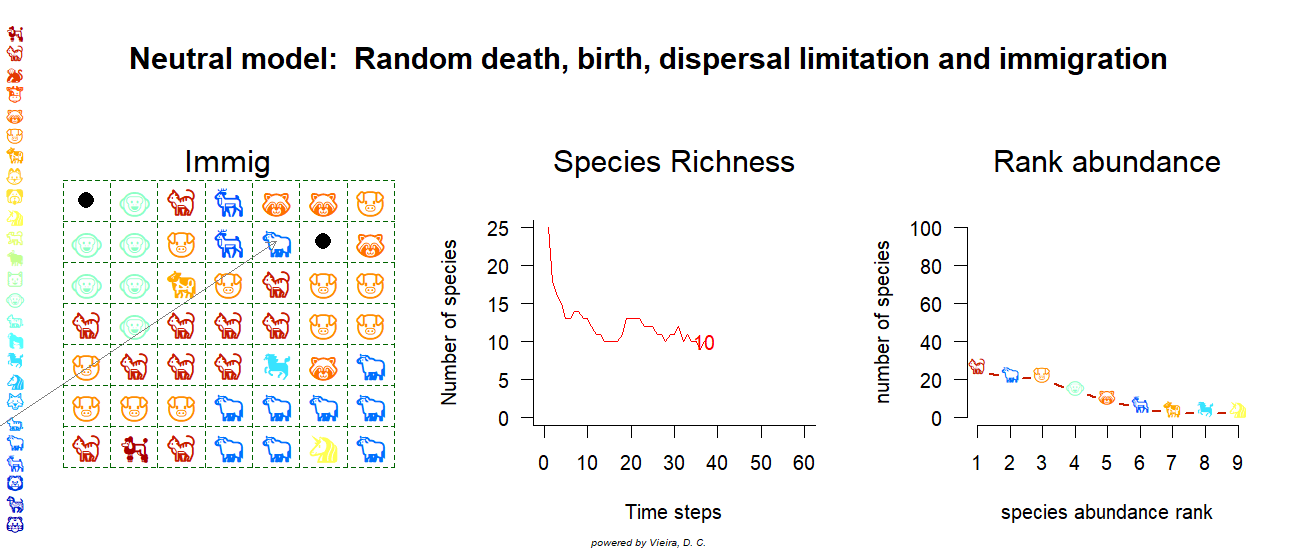 Neutral model:  Random death, birth, dispersal limitation and immigration
Immig
Species Richness
Rank abundance
Number of species
25
20
15
10
5
0
10
0 10 20 30 40 50 60
Time steps
number of species
100
80
60
40
20
0
1 2 3 4 5 6 7 8 9
species abundance rank
powered by Vieira, D. C.